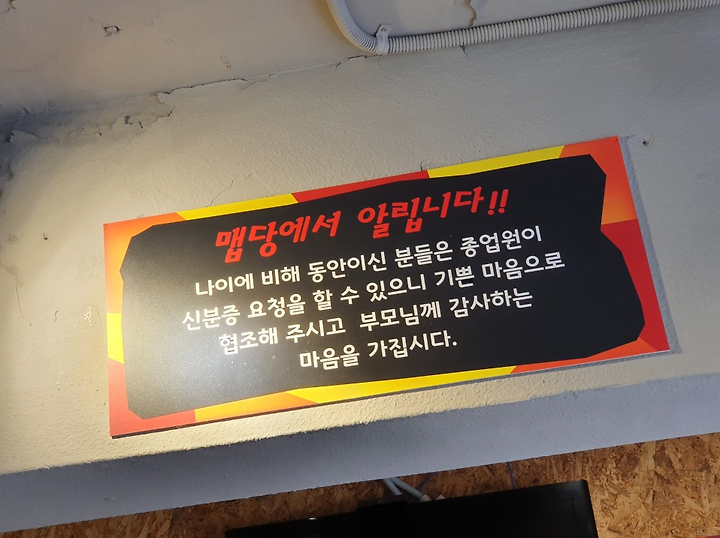 맵당에서 알립니다!!
나이에 비해 동안이신 분들은 종업원이
신분증 요청을 할 수 있으니 기쁜 마음으로
협조해 주시고 부모님께 감사하는
마음을 가집시다.